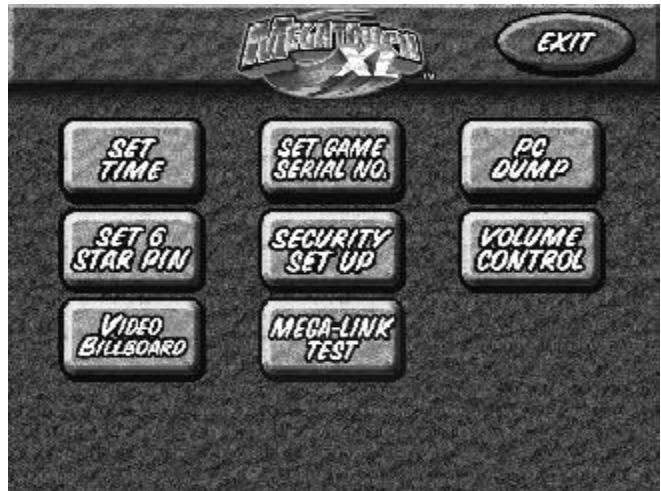 MEGATOUCH
XL
™
EXIT
SET
TIME
SET GAME
SERIAL NO.
PC
DUMP
SET 6
STAR PIN
SECURITY
SET UP
VOLUME
CONTROL
VIDEO
BILLBOARD
MEGA-LINK
TEST